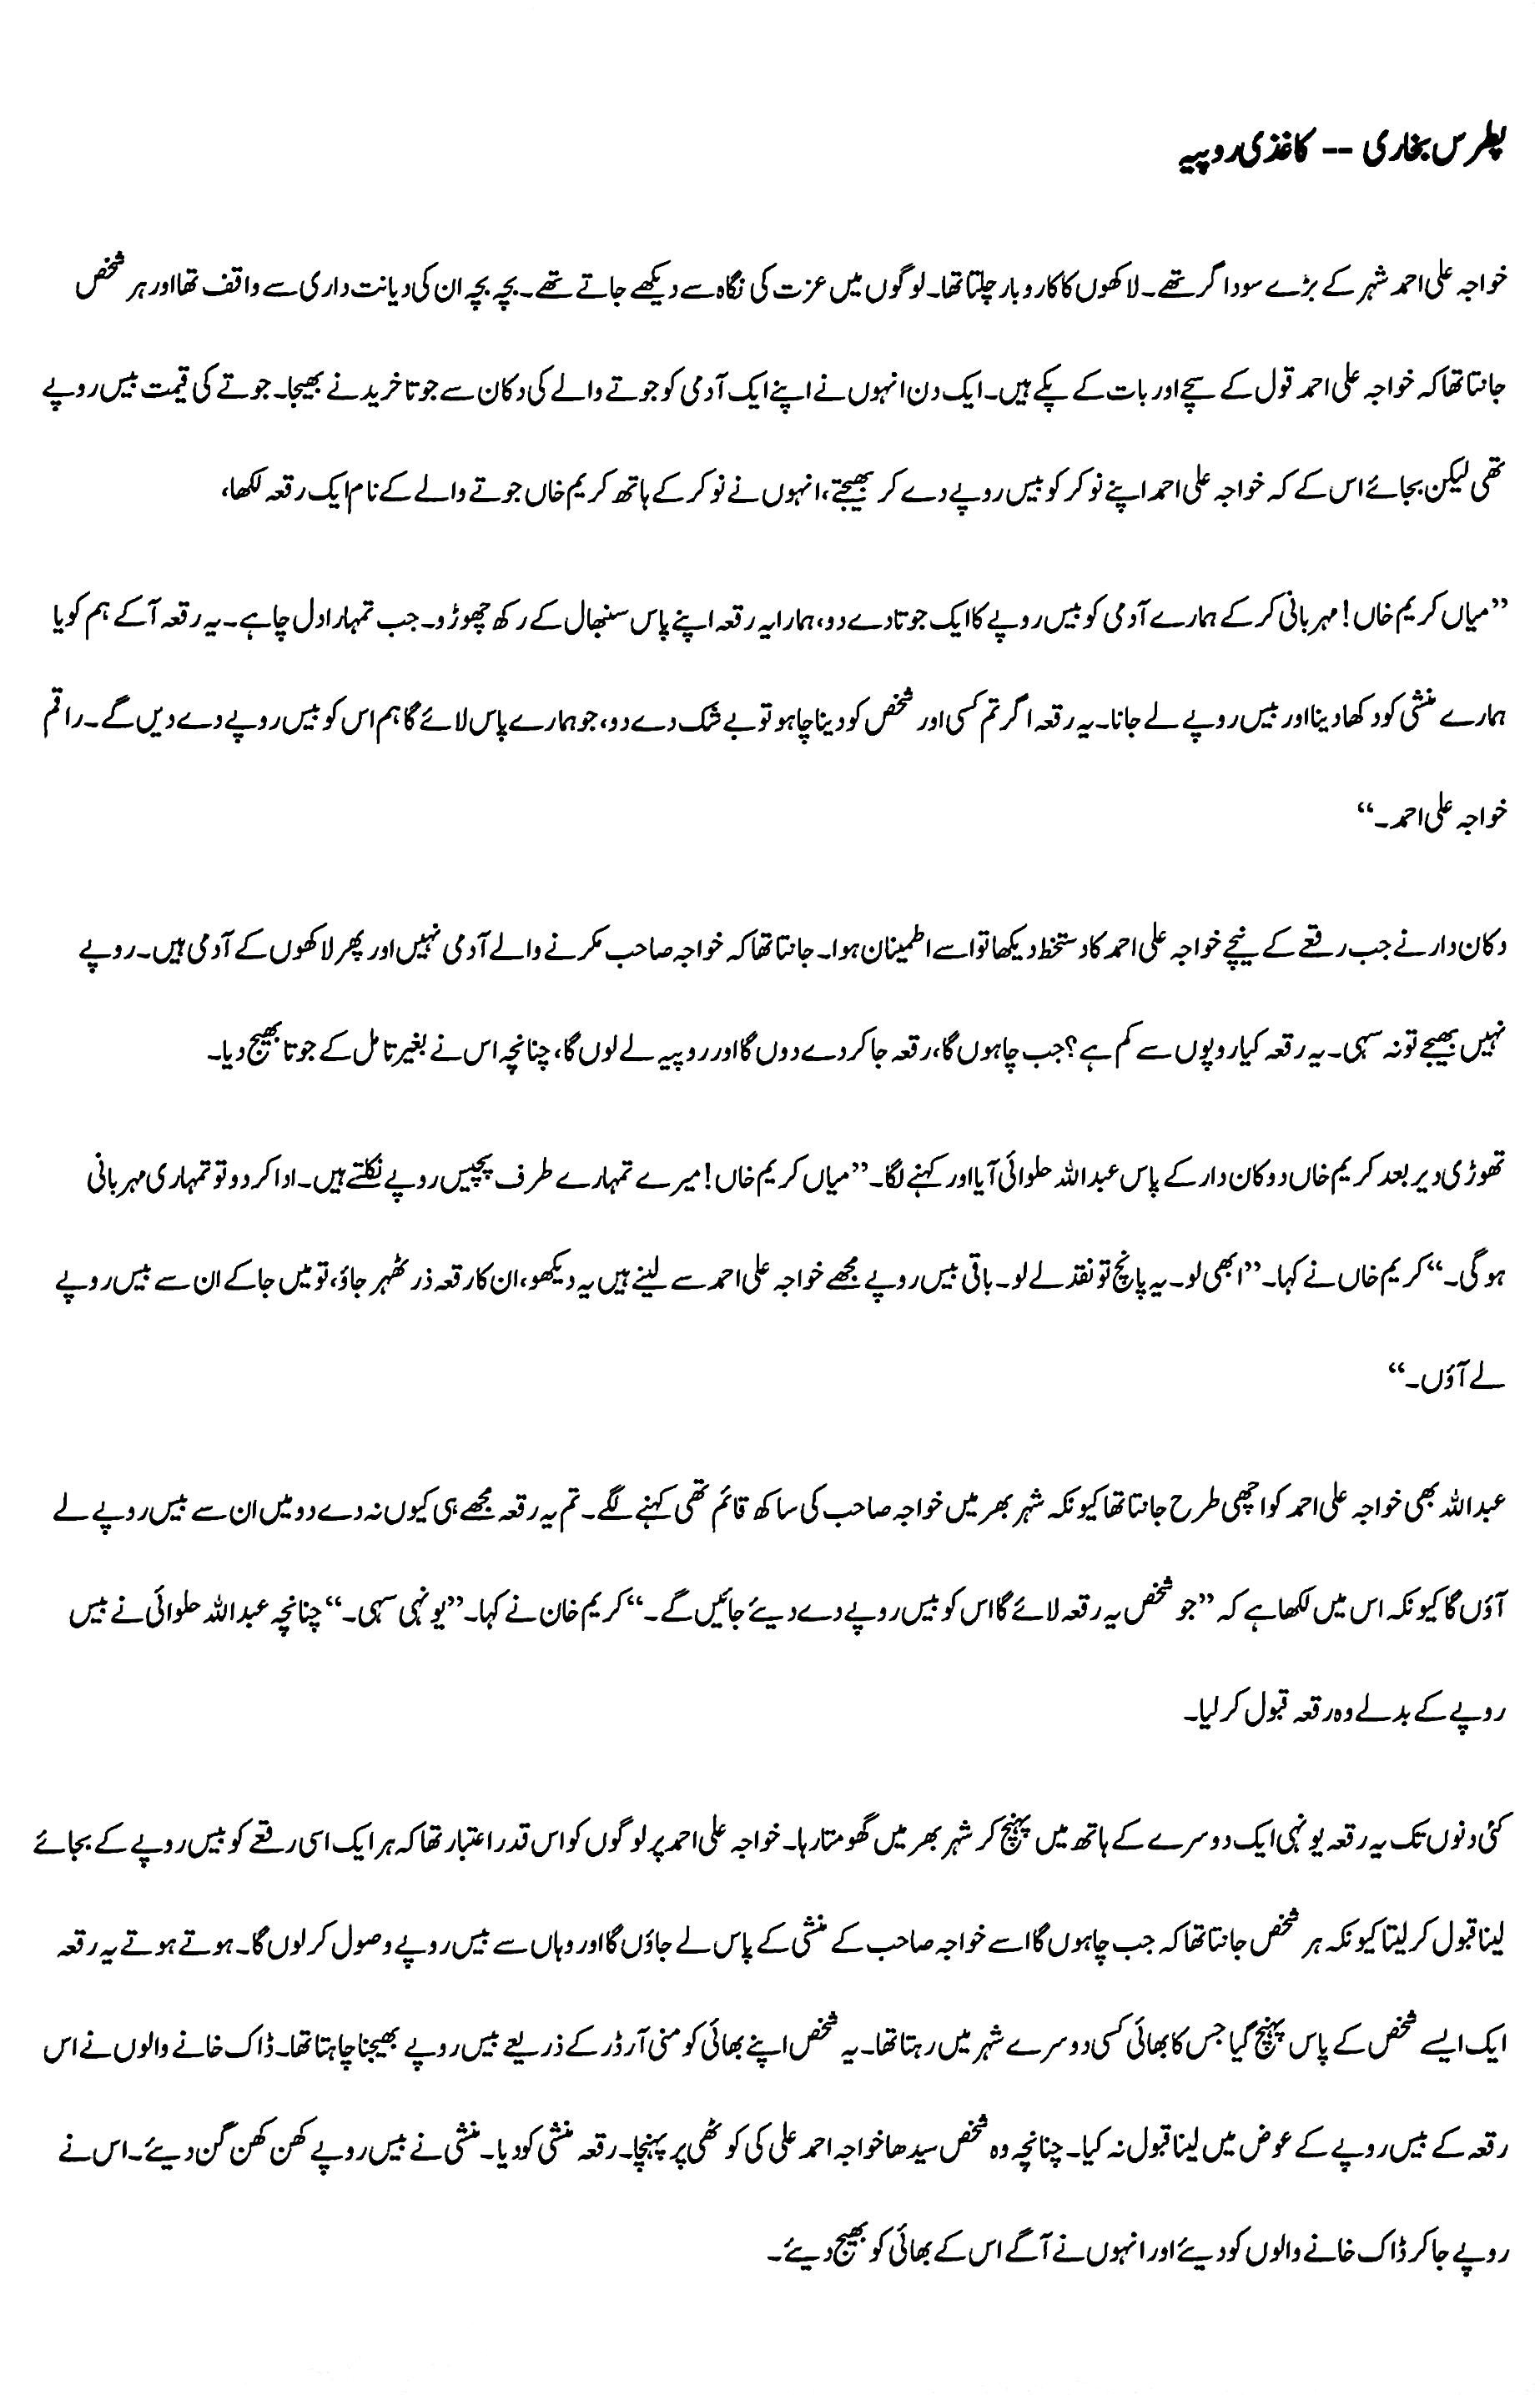 پطرس بخاری -- کاغذی روپیہ
خواجہ علی احمد شہر کے بڑے سوداگر تھے۔ لاکھوں کا کاروبار چلتا تھا۔ لوگوں میں عزت کی نگاہ سے دیکھے جاتے تھے۔ بچہ بچہ ان کی دیانت داری سے واقف تھا اور ہر شخص
جانتا تھا کہ خواجہ علی احمد قول کے سچے اور بات کے پکے ہیں۔ ایک دن انہوں نے اپنے ایک آدمی کو جوتے والے کی دکان سے جوتا خریدنے بھیجا۔ جوتے کی قیمت بیس روپے
تھی لیکن بجائے اس کے کہ خواجہ علی احمد اپنے نوکر کو بیس روپے دے کر بھیجتے، انہوں نے نوکر کے ہاتھ کریم خاں جوتے والے کے نام ایک رقعہ لکھا،
”میاں کریم خاں! مہربانی کر کے ہمارے آدمی کو بیس روپے کا ایک جوتا دے دو، ہمارا یہ رقعہ اپنے پاس سنبھال کے رکھ چھوڑو۔ جب تمہارا دل چاہے۔ یہ رقعہ آ کے ہم کو یا
ہمارے منشی کو دکھا دینا اور بیس روپے لے جانا۔ یہ رقعہ اگر تم کسی اور شخص کو دینا چاہو تو بے شک دے دو، جو ہمارے پاس لائے گا ہم اس کو بیس روپے دے دیں گے۔ راقم
خواجہ علی احمد۔“
دکان دار نے جب رقعے کے نیچے خواجہ علی احمد کا دستخط دیکھا تو اسے اطمینان ہوا۔ جانتا تھا کہ خواجہ صاحب مکرنے والے آدمی نہیں اور پھر لاکھوں کے آدمی ہیں۔ روپے
نہیں بھیجے تو نہ سہی۔ یہ رقعہ کیا روپوں سے کم ہے؟ جب چاہوں گا، رقعہ جا کر دے دوں گا اور روپیہ لے لوں گا، چنانچہ اس نے بغیر تامل کے جوتا بھیج دیا۔
تھوڑی دیر بعد کریم خاں دوکان دار کے پاس عبداللہ حلوائی آیا اور کہنے لگا۔ ”میاں کریم خاں! میرے تمہارے طرف پچیس روپے نکلتے ہیں۔ ادا کر دو تو تمہاری مہربانی
ہو گی۔“ کریم خاں نے کہا۔ ”ابھی لو۔ یہ پانچ تو نقد لے لو۔ باقی بیس روپے مجھے خواجہ علی احمد سے لینے ہیں یہ دیکھو، ان کا رقعہ ذر ٹھہر جاؤ، تو میں جا کے ان سے بیس روپے
لے آؤں۔“
عبداللہ بھی خواجہ علی احمد کو اچھی طرح جانتا تھا کیونکہ شہر بھر میں خواجہ صاحب کی ساکھ قائم تھی کہنے لگے۔ تم یہ رقعہ مجھے ہی کیوں نہ دے دو میں ان سے بیس روپے لے
آؤں گا کیونکہ اس میں لکھا ہے کہ ”جو شخص یہ رقعہ لائے گا اس کو بیس روپے دے دیئے جائیں گے۔“ کریم خان نے کہا۔ ”یونہی سہی۔“ چنانچہ عبداللہ حلوائی نے بیس
روپے کے بدلے وہ رقعہ قبول کر لیا۔
کئی دنوں تک یہ رقعہ یونہی ایک دوسرے کے ہاتھ میں پہنچ کر شہر بھر میں گھومتا رہا۔ خواجہ علی احمد پر لوگوں کو اس قدر اعتبار تھا کہ ہر ایک اسی رقعے کو بیس روپے کے بجائے
لینا قبول کر لیتا کیونکہ ہر شخص جانتا تھا کہ جب چاہوں گا اسے خواجہ صاحب کے منشی کے پاس لے جاؤں گا اور وہاں سے بیس روپے وصول کر لوں گا۔ ہوتے ہوتے یہ رقعہ
ایک ایسے شخص کے پاس پہنچ گیا جس کا بھائی کسی دوسرے شہر میں رہتا تھا۔ یہ شخص اپنے بھائی کو منی آرڈر کے ذریعے بیس روپے بھیجنا چاہتا تھا۔ ڈاک خانے والوں نے اس
رقعہ کے بیس روپے کے عوض میں لینا قبول نہ کیا۔ چنانچہ وہ شخص سیدھا خواجہ احمد علی کی کوٹھی پر پہنچا۔ رقعہ منشی کو دیا۔ منشی نے بیس روپے کھن کھن گن دیئے۔ اس نے
روپے جا کر ڈاک خانے والوں کو دیئے اور انہوں نے آگے اس کے بھائی کو بھیج دیئے۔